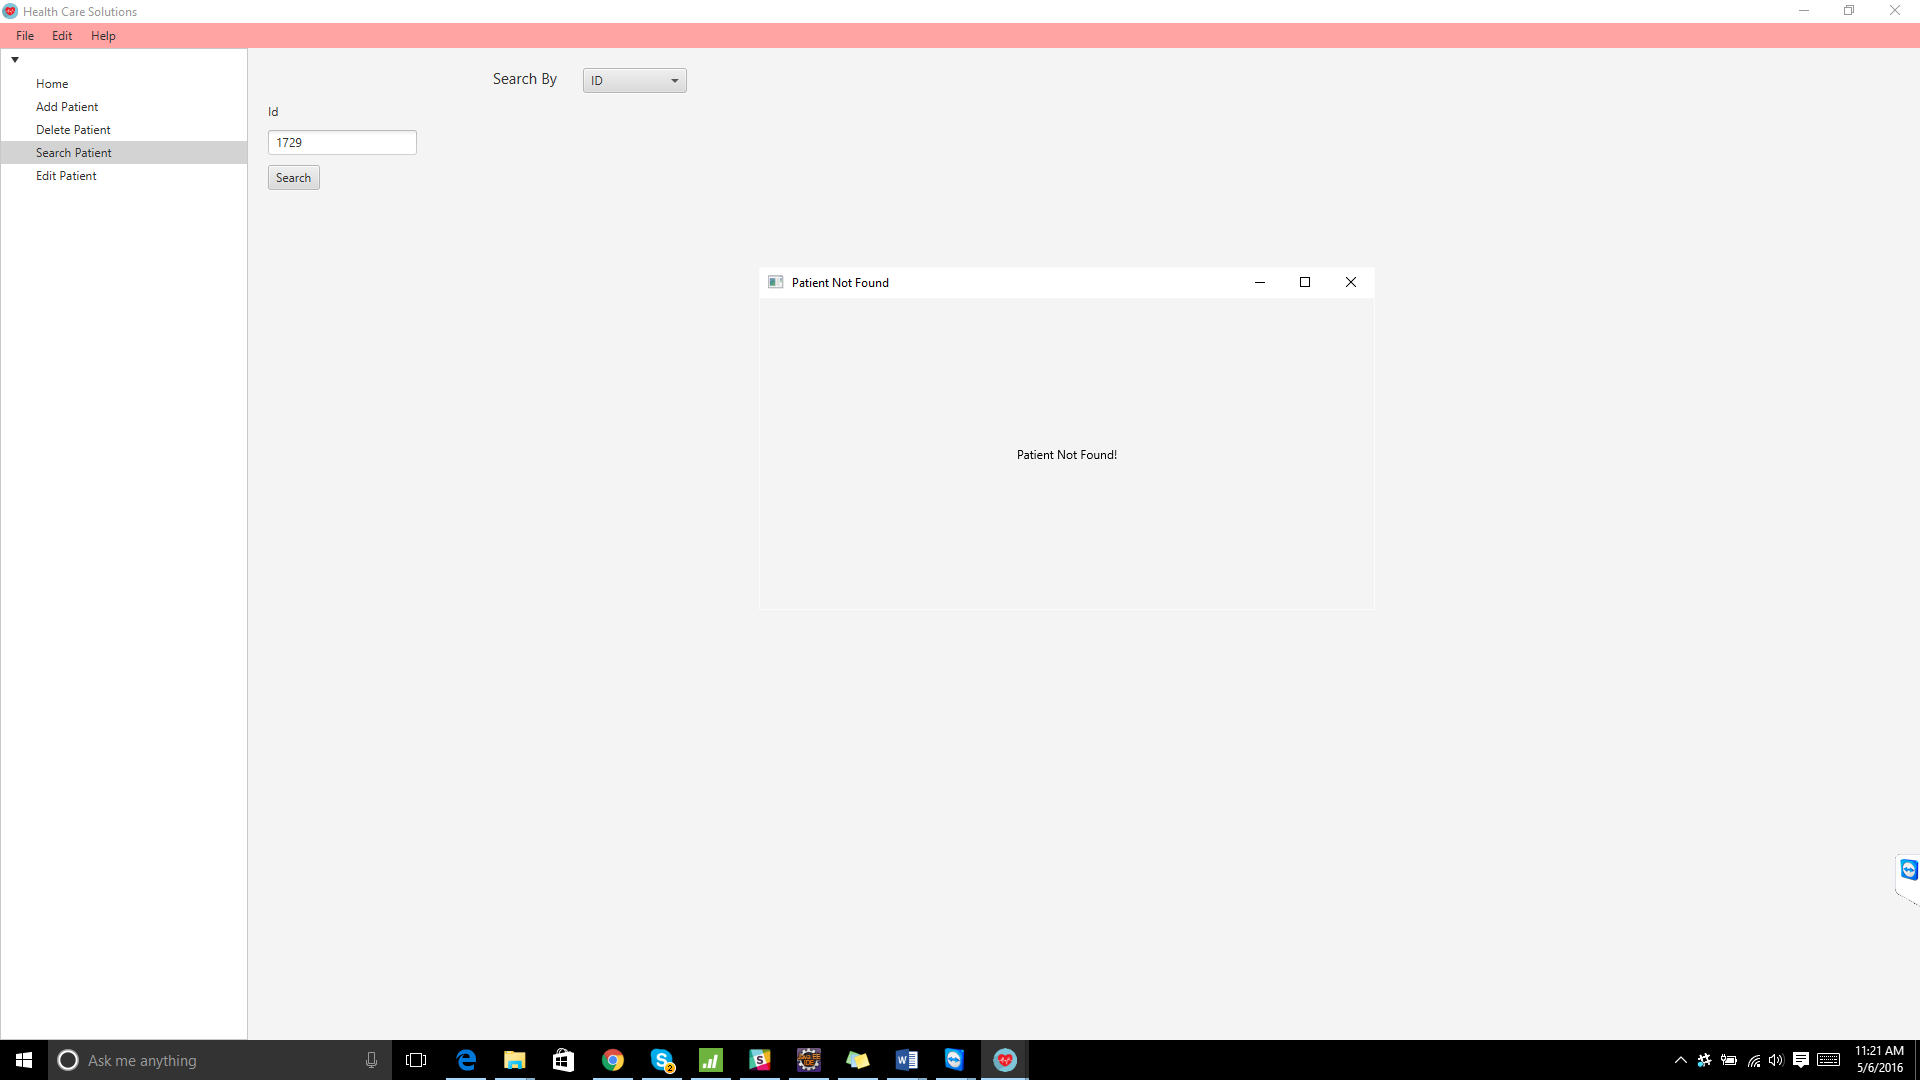 Health Care Solutions
File Edit Help
Home
Add Patient
Delete Patient
Search Patient
Edit Patient
Search By ID
Id
1729
Search
Patient Not Found
Patient Not Found!
Ask me anything
2
11:21 AM
5/6/2016